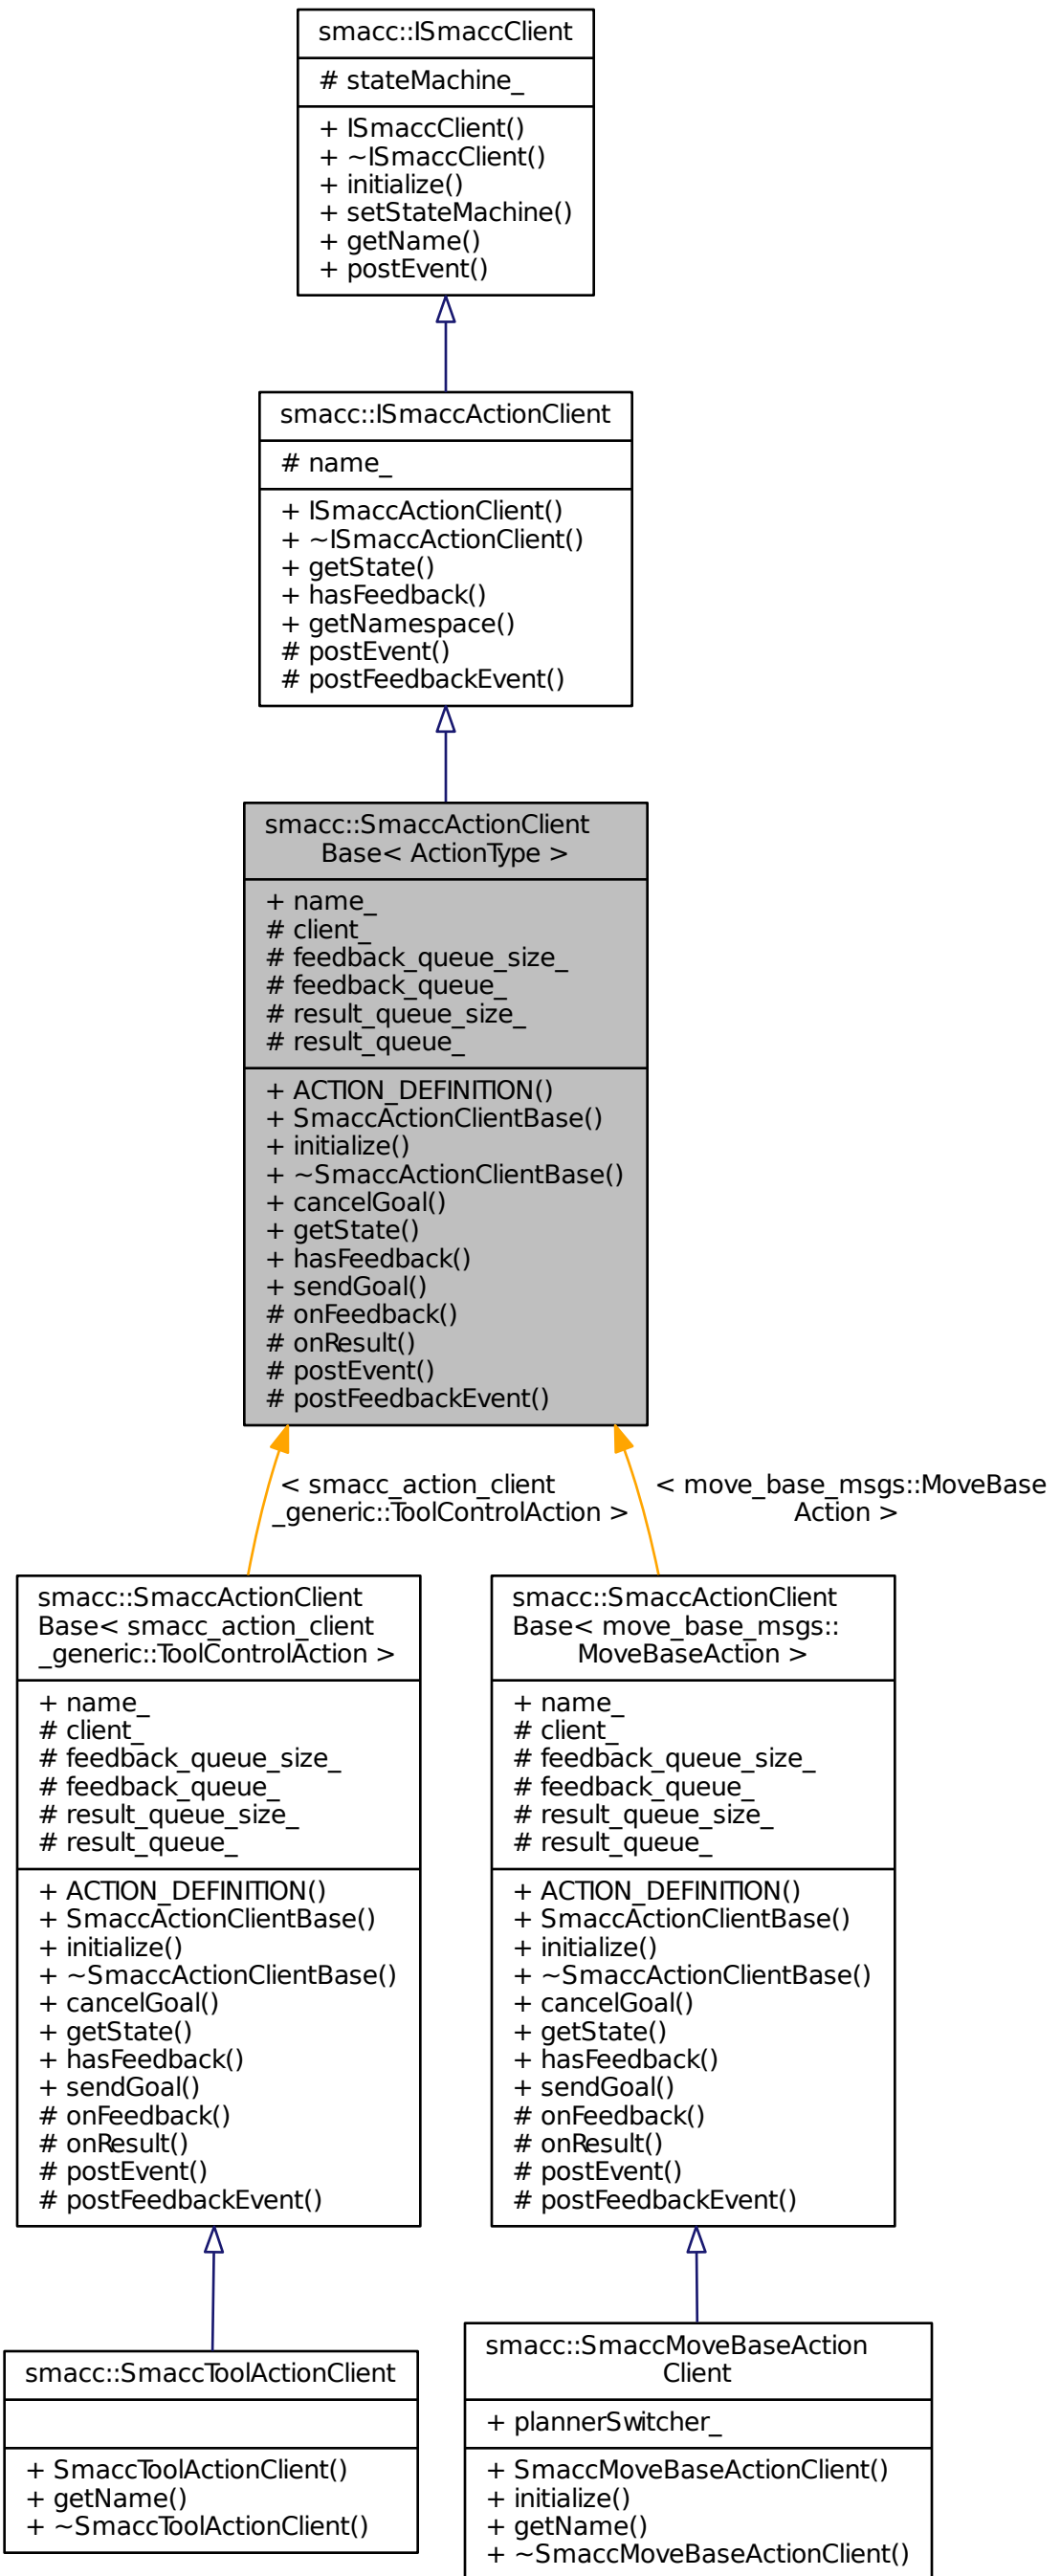 smacc::ISmaccClient
# stateMachine_
+ ISmaccClient()
+ ~ISmaccClient()
+ initialize()
+ setStateMachine()
+ getName()
+ postEvent()
smacc::ISmaccActionClient
# name_
+ ISmaccActionClient()
+ ~ISmaccActionClient()
+ getState()
+ hasFeedback()
+ getNamespace()
# postEvent()
# postFeedbackEvent()
smacc::SmaccActionClient
Base< ActionType >
+ name_
# client_
# feedback_queue_size_
# feedback_queue_
# result_queue_size_
# result_queue_
+ ACTION_DEFINITION()
+ SmaccActionClientBase()
+ initialize()
+ ~SmaccActionClientBase()
+ cancelGoal()
+ getState()
+ hasFeedback()
+ sendGoal()
# onFeedback()
# onResult()
# postEvent()
# postFeedbackEvent()
< smacc_action_client
_generic::ToolControlAction >
< move_base_msgs::MoveBase
Action >
smacc::SmaccActionClient
Base< smacc_action_client
_generic::ToolControlAction >
+ name_
# client_
# feedback_queue_size_
# feedback_queue_
# result_queue_size_
# result_queue_
+ ACTION_DEFINITION()
+ SmaccActionClientBase()
+ initialize()
+ ~SmaccActionClientBase()
+ cancelGoal()
+ getState()
+ hasFeedback()
+ sendGoal()
# onFeedback()
# onResult()
# postEvent()
# postFeedbackEvent()
smacc::SmaccActionClient
Base< move_base_msgs::
MoveBaseAction >
+ name_
# client_
# feedback_queue_size_
# feedback_queue_
# result_queue_size_
# result_queue_
+ ACTION_DEFINITION()
+ SmaccActionClientBase()
+ initialize()
+ ~SmaccActionClientBase()
+ cancelGoal()
+ getState()
+ hasFeedback()
+ sendGoal()
# onFeedback()
# onResult()
# postEvent()
# postFeedbackEvent()
smacc::SmaccToolActionClient
+ SmaccToolActionClient()
+ getName()
+ ~SmaccToolActionClient()
smacc::SmaccMoveBaseAction
Client
+ plannerSwitcher_
+ SmaccMoveBaseActionClient()
+ initialize()
+ getName()
+ ~SmaccMoveBaseActionClient()